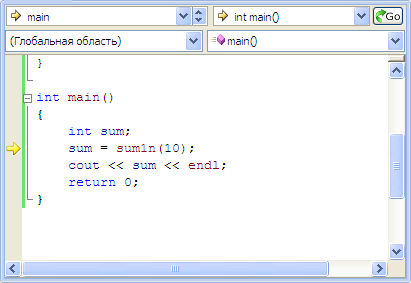 main int main() Go
(Глобальная область) main()
}
int main()
{
int sum;
sum = sum1n(10);
cout << sum << endl;
return 0;
}